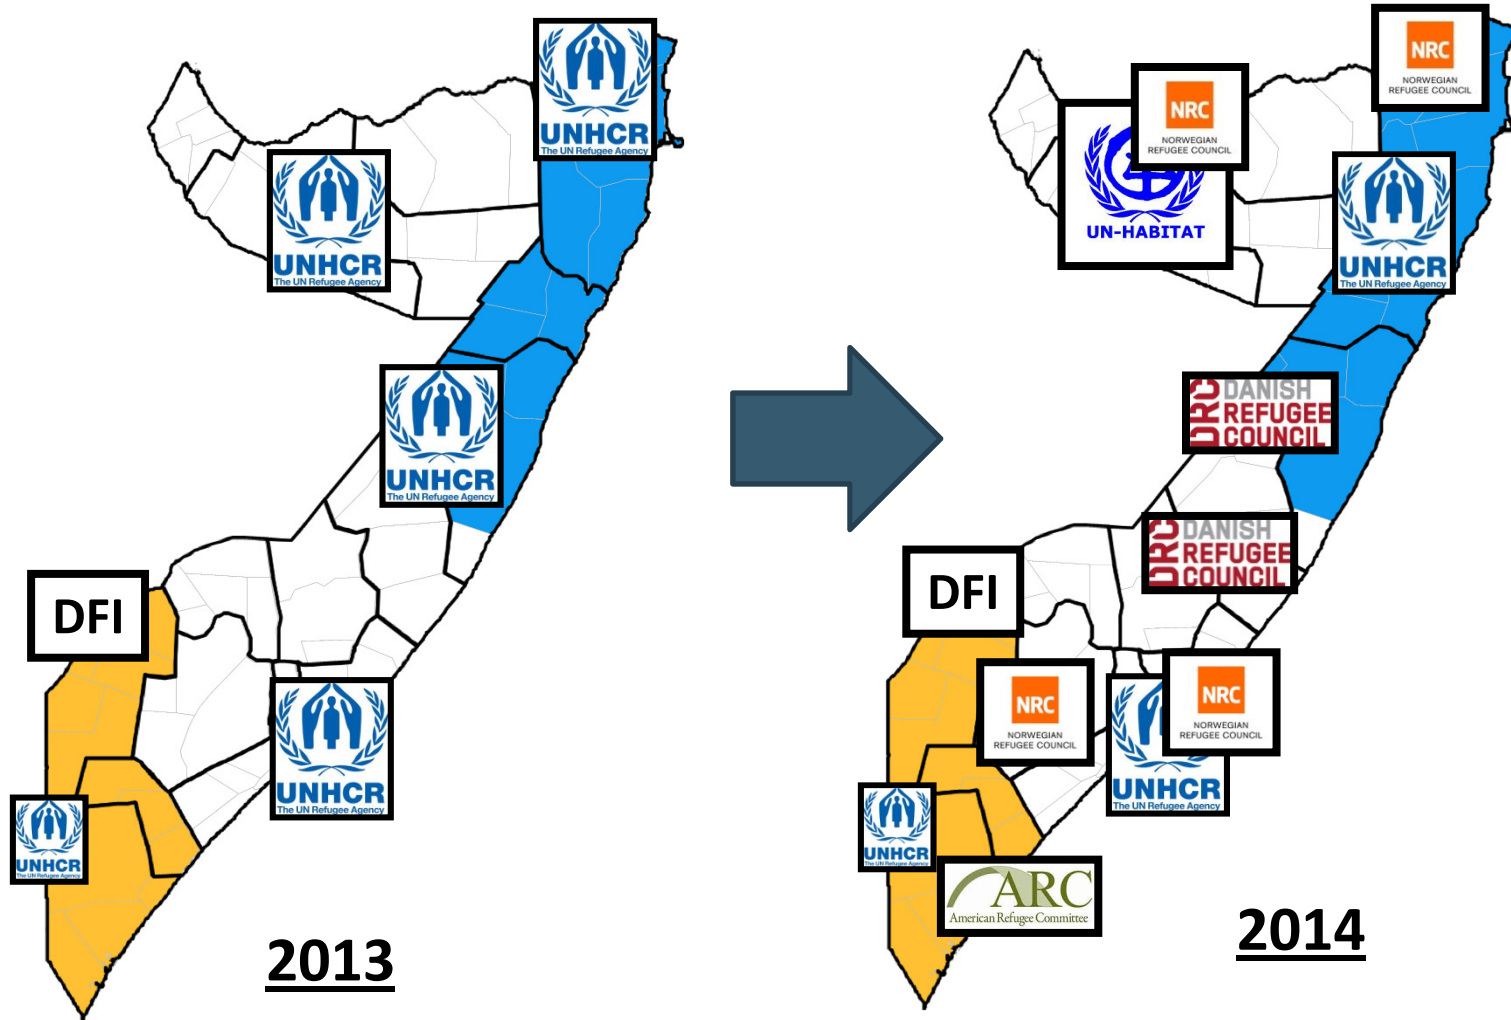 UNHCR
The UN Refugee Agency
UNHCR
The UN Refugee Agency
UNHCR
The UN Refugee Agency
DFI
UNHCR
The UN Refugee Agency
UNHCR
The UN Refugee Agency
2013
NRC
NORWEGIAN
REFUGEE COUNCIL
NRC
NORWEGIAN
REFUGEE COUNCIL
UN-HABITAT
UNHCR
The UN Refugee Agency
DRC
DANISH
REFUGEE
COUNCIL
DRC
DANISH
REFUGEE
COUNCIL
DFI
NRC
NORWEGIAN
REFUGEE COUNCIL
NRC
NORWEGIAN
REFUGEE COUNCIL
UNHCR
The UN Refugee Agency
UNHCR
The UN Refugee Agency
ARC
American Refugee Committee
2014